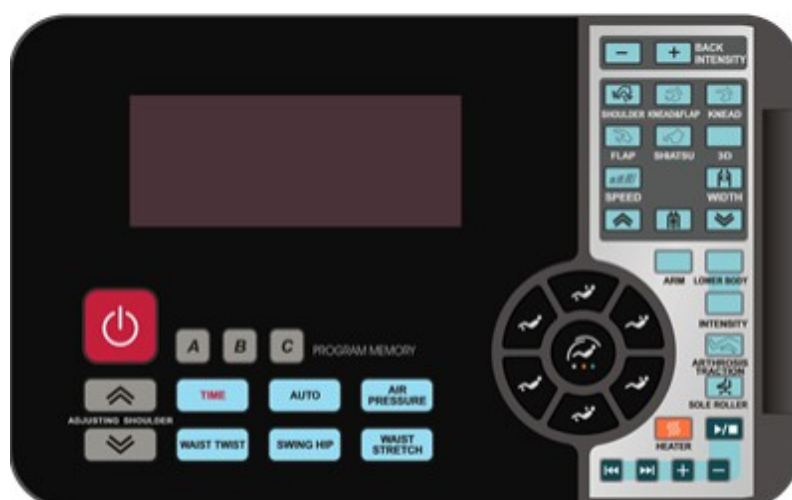 BACK
INTENSITY
SHOULDER KNEAD&FLAP KNEAD
FLAP SHIATSU 3D
SPEED WIDTH
ARM LOWER BODY
INTENSITY
ARTHROSIS
TRACTION
SOLE ROLLER
HEATER
A B C PROGRAM MEMORY
ADJUSTING SHOULDER
TIME AUTO AIR
PRESSURE
WAIST TWIST SWING HIP WAIST
STRETCH